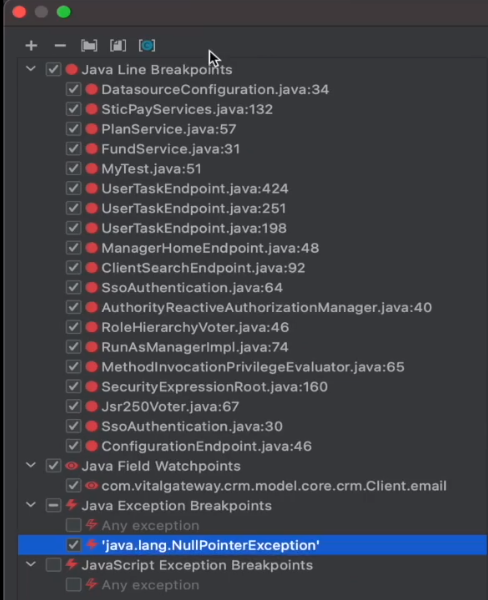 Java Line Breakpoints
DatasourceConfiguration.java:34
SticPayServices.java:132
PlanService.java:57
FundService.java:31
MyTest.java:51
UserTaskEndpoint.java:424
UserTaskEndpoint.java:251
UserTaskEndpoint.java:198
ManagerHomeEndpoint.java:48
ClientSearchEndpoint.java:92
SsoAuthentication.java:64
AuthorityReactiveAuthorizationManager.java:40
RoleHierarchyVoter.java:46
RunAsManagerImpl.java:74
MethodInvocationPrivilegeEvaluator.java:65
SecurityExpressionRoot.java:160
Jsr250Voter.java:67
SsoAuthentication.java:30
ConfigurationEndpoint.java:46
Java Field Watchpoints
com.vitalgateway.crm.model.core.crm.Client.email
Java Exception Breakpoints
Any exception
'java.lang.NullPointerException'
JavaScript Exception Breakpoints
Any exception